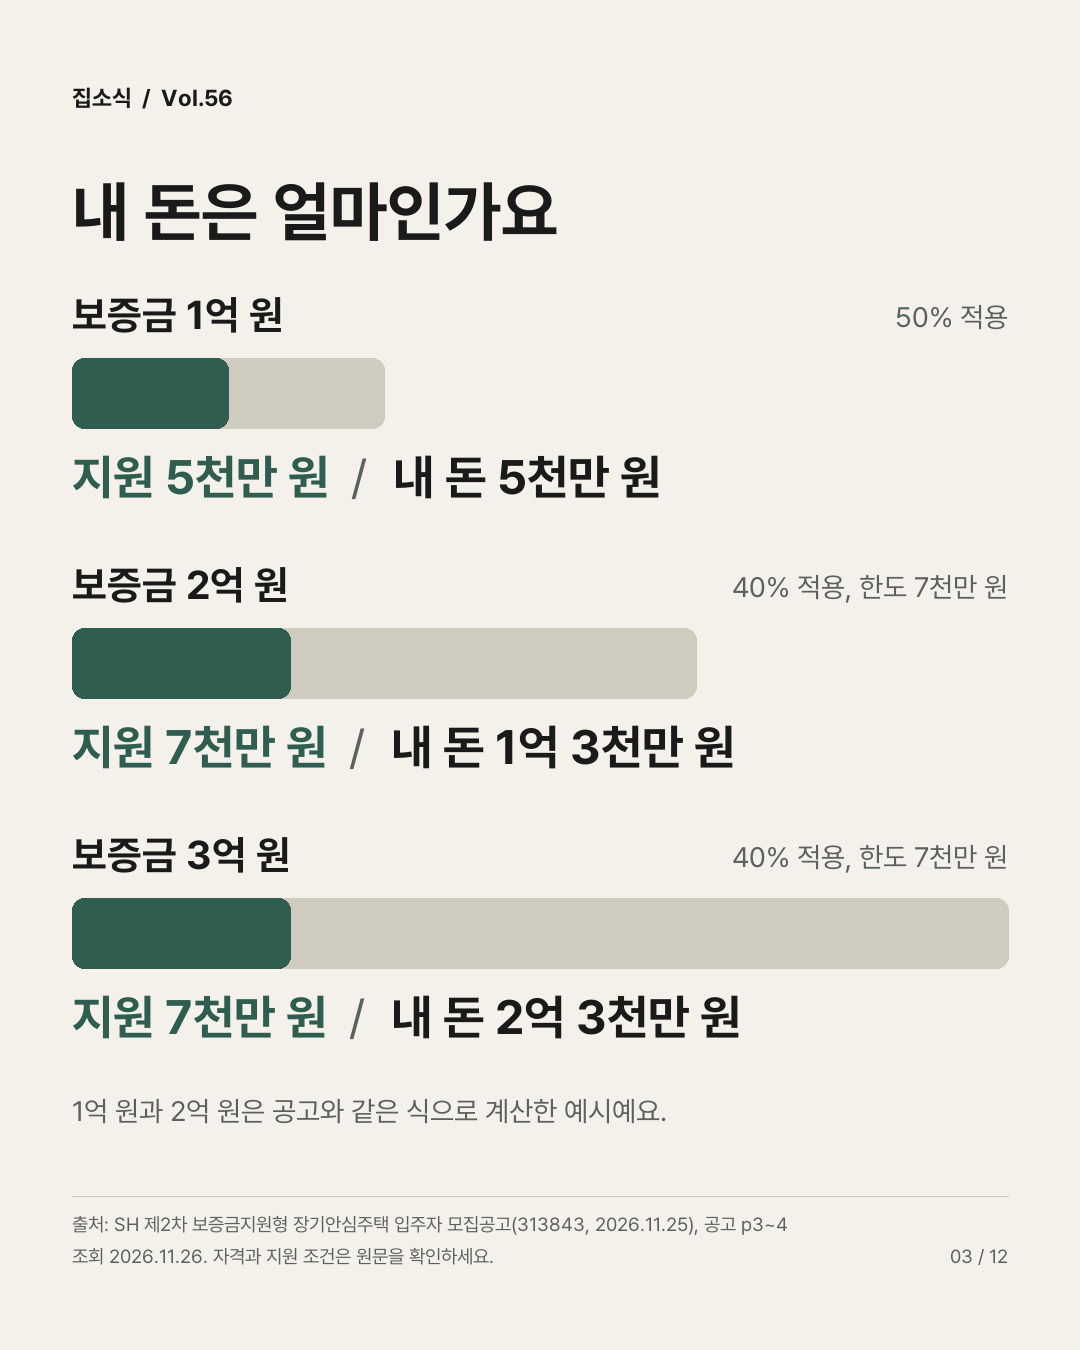 집소식 / Vol.56
내 돈은 얼마인가요
보증금 1억 원
50% 적용
지원 5천만 원 / 내 돈 5천만 원
보증금 2억 원
40% 적용, 한도 7천만 원
지원 7천만 원 / 내 돈 1억 3천만 원
보증금 3억 원
40% 적용, 한도 7천만 원
지원 7천만 원 / 내 돈 2억 3천만 원
1억 원과 2억 원은 공고와 같은 식으로 계산한 예시예요.
출처: SH 제2차 보증금지원형 장기안심주택 입주자 모집공고(313843, 2026.11.25), 공고 p3~4
조회 2026.11.26. 자격과 지원 조건은 원문을 확인하세요.
03 / 12